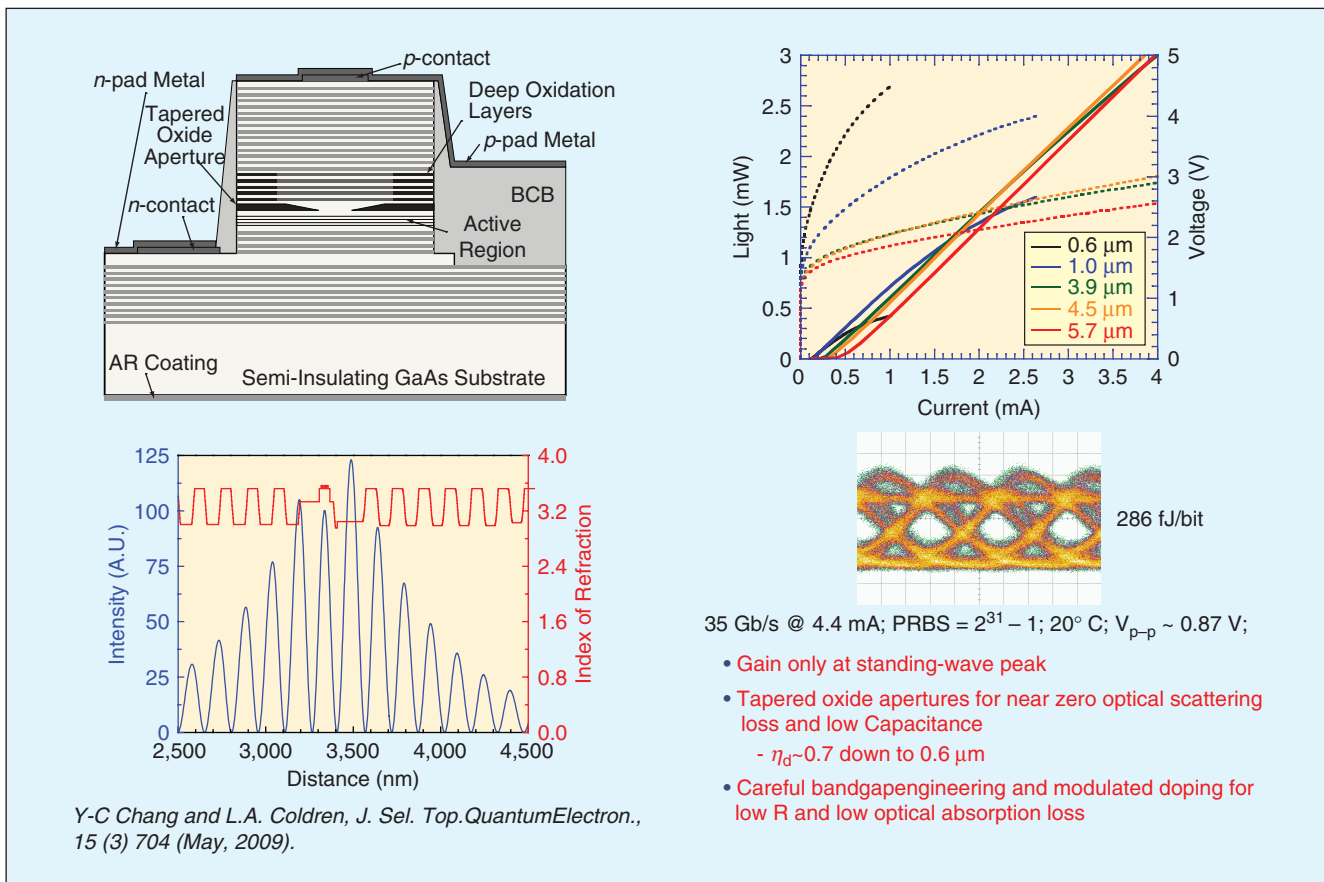 p-contact
n-pad Metal
Deep Oxidation
Layers
Tapered
Oxide
Aperture
p-pad Metal
BCB
n-contact
Active
Region
AR Coating
Semi-Insulating GaAs Substrate
3
2.5
2
1.5
1
0.5
0
Light (mW)
5
4
3
2
1
0
Voltage (V)
0.6 μm
1.0 μm
3.9 μm
4.5 μm
5.7 μm
0 0.5 1 1.5 2 2.5 3 3.5 4
Current (mA)
125
100
75
50
25
0
Intensity (A.U.)
4.0
3.2
2.4
1.6
0.8
0.0
Index of Refraction
2,500 3,000 3,500 4,000 4,500
Distance (nm)
Y-C Chang and L.A. Coldren, J. Sel. Top.QuantumElectron.,
15 (3) 704 (May, 2009).
286 fJ/bit
35 Gb/s @ 4.4 mA; PRBS = 2³¹ – 1; 20° C; Vp–p ~ 0.87 V;
• Gain only at standing-wave peak
• Tapered oxide apertures for near zero optical scattering
loss and low Capacitance
- ηd~0.7 down to 0.6 μm
• Careful bandgapengineering and modulated doping for
low R and low optical absorption loss